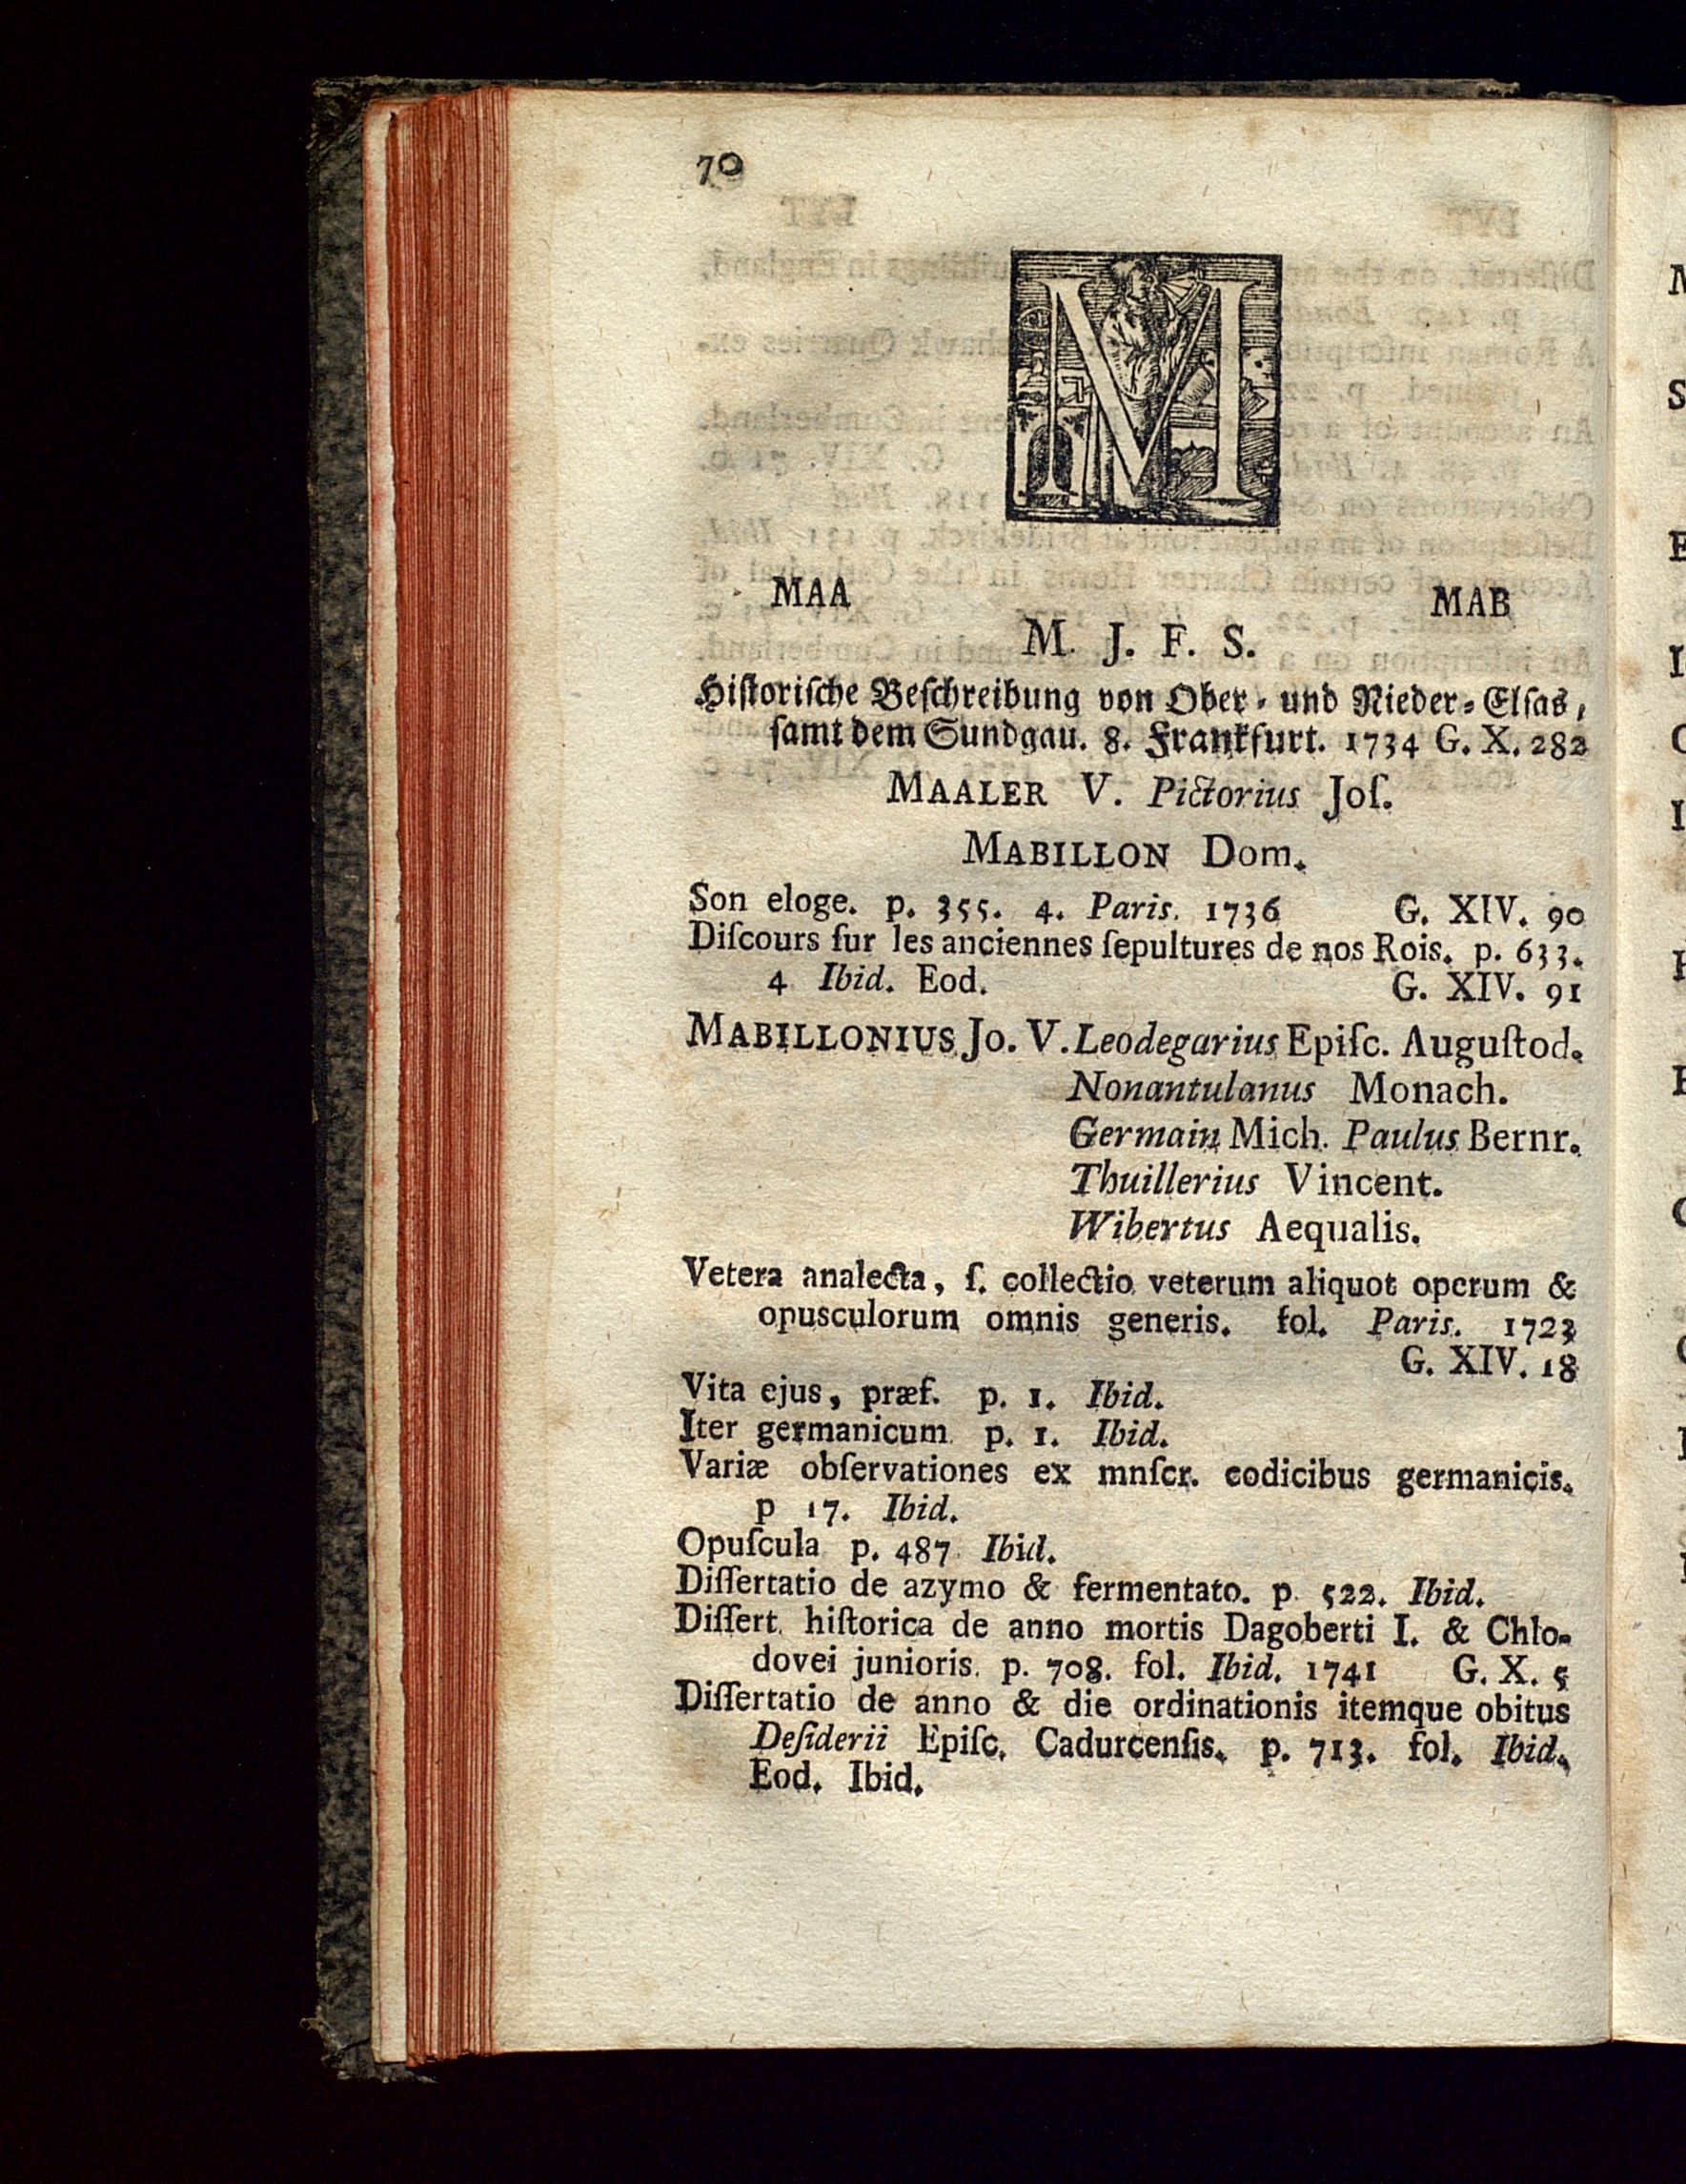 70
M
MAA MAB
M. J. F. S.
Hiſtoriſche Beſchreibung von Ober- und Nieder-Elſas,
ſamt dem Sundgau. 8. Frankfurt. 1734 G. X. 282
MAALER V. Pictorius Joſ.
MABILLON Dom.
Son eloge. p. 355. 4. Paris. 1736 G. XIV. 90
Diſcours ſur les anciennes ſepultures de nos Rois. p. 633.
4 Ibid. Eod. G. XIV. 91
MABILLONIUS Jo. V. Leodegarius Epiſc. Auguſtod.
Nonantulanus Monach.
Germain Mich. Paulus Bernr.
Thuillerius Vincent.
Wibertus Aequalis.
Vetera analecta, ſ. collectio veterum aliquot operum &
opusculorum omnis generis. fol. Paris. 1723
G. XIV. 18
Vita ejus, præf. p. 1. Ibid.
Iter germanicum p. 1. Ibid.
Variæ obſervationes ex mnſcr. codicibus germanicis.
p 17. Ibid.
Opuſcula p. 487 Ibid.
Diſſertatio de azymo & fermentato. p. 522. Ibid.
Diſſert. hiſtorica de anno mortis Dagoberti I. & Chlo-
dovei junioris. p. 708. fol. Ibid. 1741 G. X. 5
Diſſertatio de anno & die ordinationis itemque obitus
Deſiderii Epiſc. Cadurcenſis. p. 713. fol. Ibid.
Eod. Ibid.